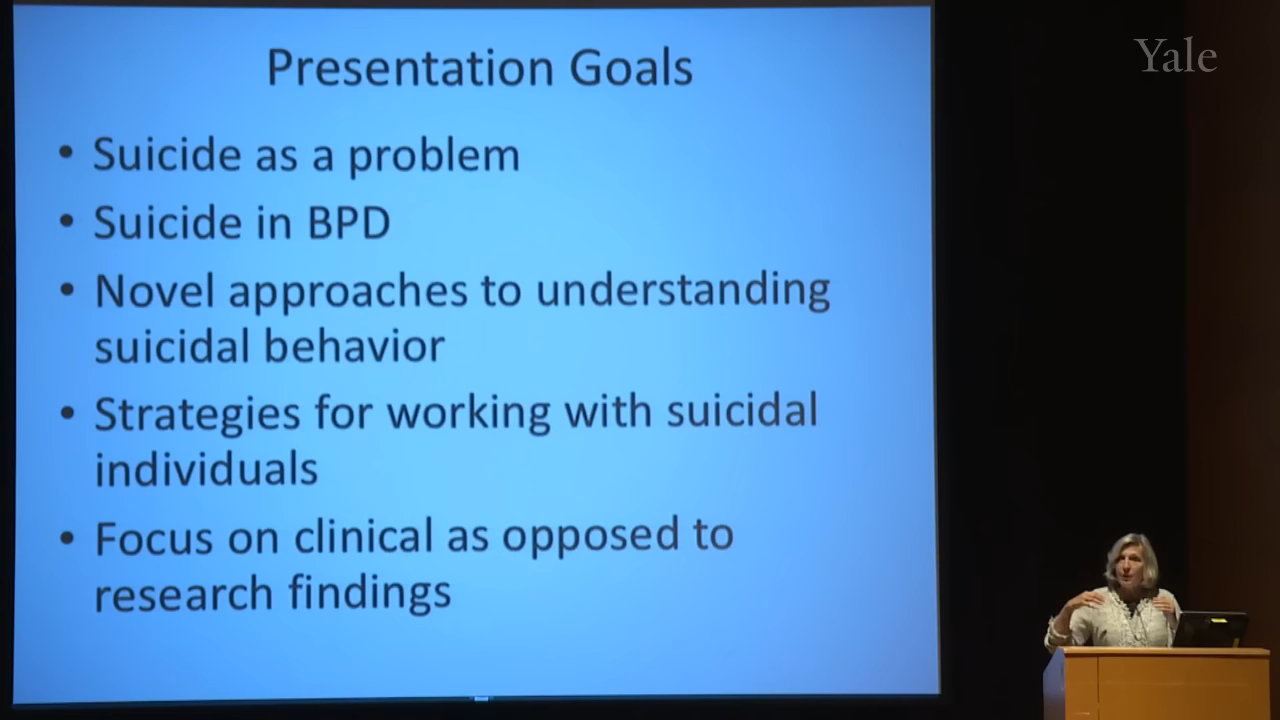 Yale
Presentation Goals
• Suicide as a problem
• Suicide in BPD
• Novel approaches to understanding
suicidal behavior
• Strategies for working with suicidal
individuals
• Focus on clinical as opposed to
research findings